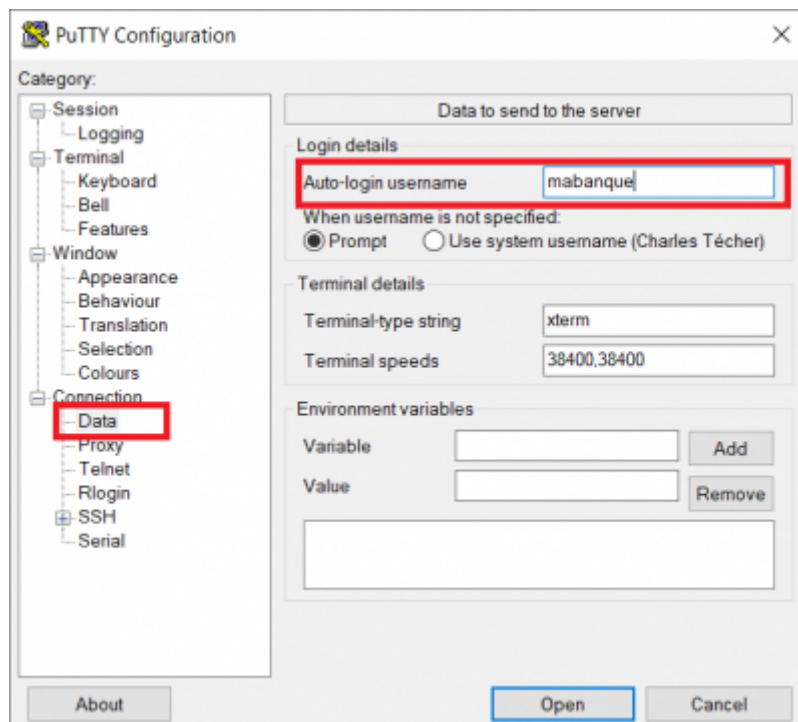 PuTTY Configuration
Category:
Session
Logging
Terminal
Keyboard
Bell
Features
Window
Appearance
Behaviour
Translation
Selection
Colours
Connection
Data
Proxy
Telnet
Rlogin
SSH
Serial
Data to send to the server
Login details
Auto-login username mabanque
When username is not specified:
Prompt Use system username (Charles Técher)
Terminal details
Terminal-type string xterm
Terminal speeds 38400,38400
Environment variables
Variable Add
Value Remove
About Open Cancel